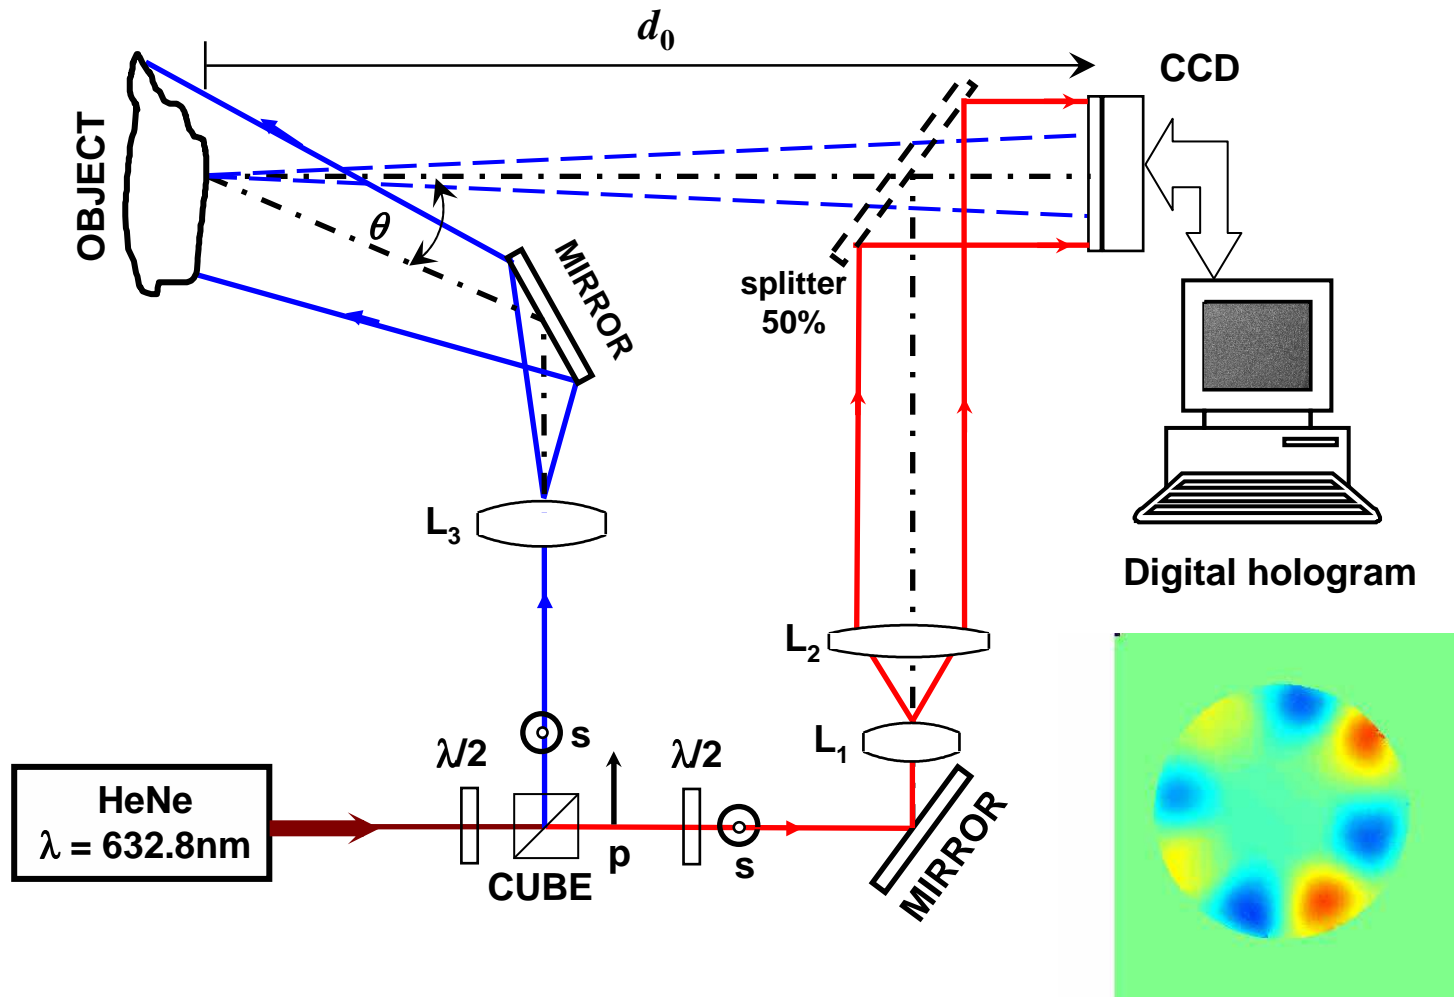 d₀
CCD
OBJECT
θ
MIRROR
splitter
50%
L₃
Digital hologram
L₂
s
λ/2
λ/2
L₁
HeNe
λ = 632.8nm
p
s
CUBE
MIRROR